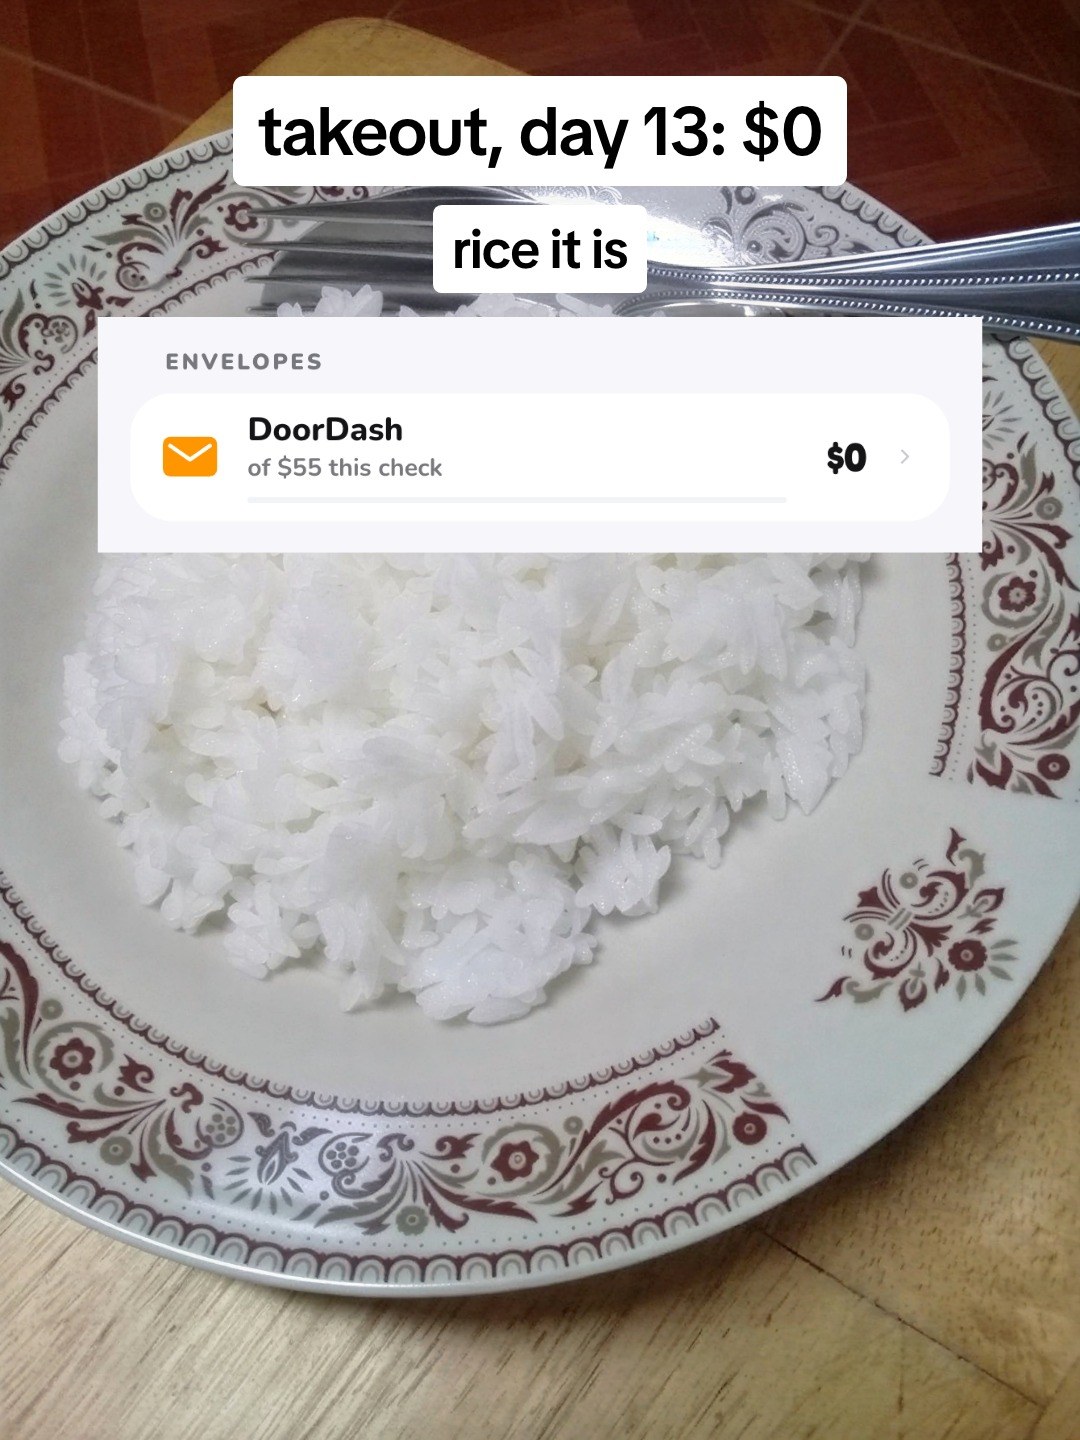 takeout, day 13: $0
rice it is
ENVELOPES
DoorDash
of $55 this check
$0